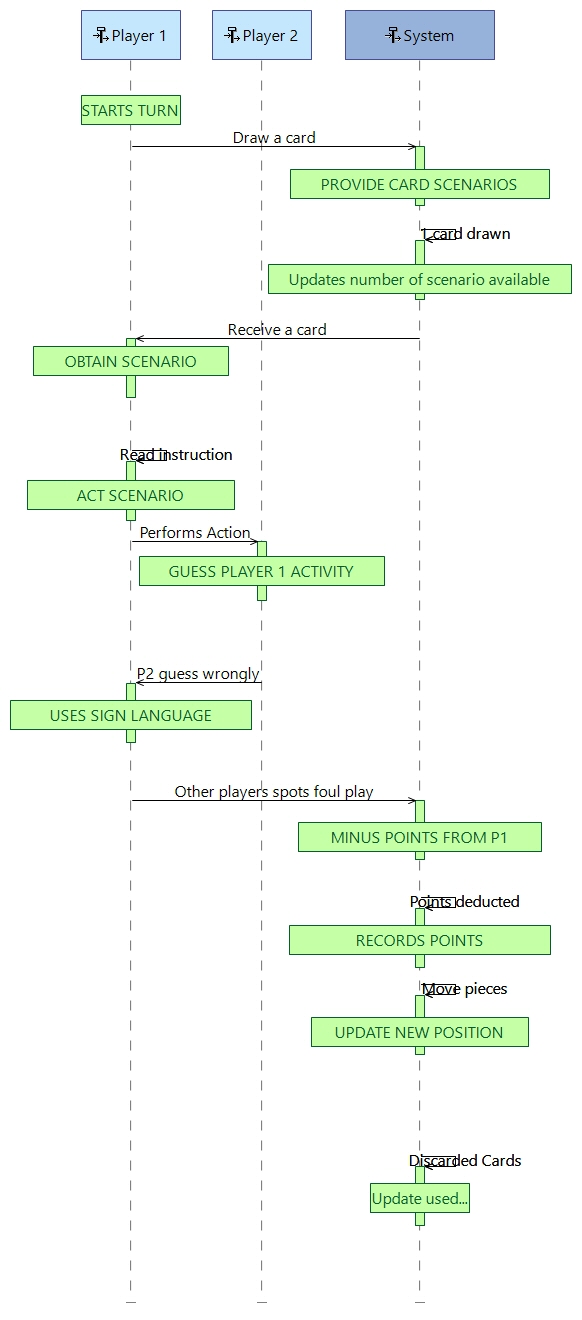 Player 1
Player 2
System
STARTS TURN
Draw a card
PROVIDE CARD SCENARIOS
1 card drawn
Updates number of scenario available
Receive a card
OBTAIN SCENARIO
Read instruction
ACT SCENARIO
Performs Action
GUESS PLAYER 1 ACTIVITY
P2 guess wrongly
USES SIGN LANGUAGE
Other players spots foul play
MINUS POINTS FROM P1
Points deducted
RECORDS POINTS
Move pieces
UPDATE NEW POSITION
Discarded Cards
Update used...